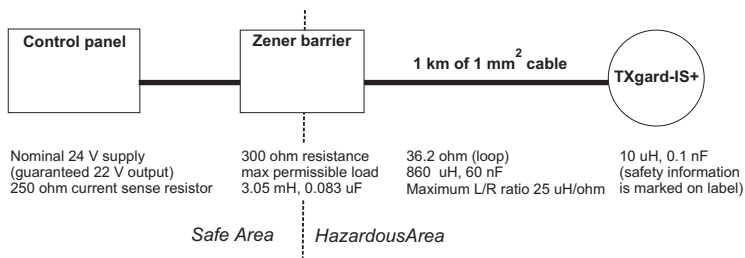 Control panel
Zener barrier
1 km of 1 mm² cable
TXgard-IS+
Nominal 24 V supply
(guaranteed 22 V output)
250 ohm current sense resistor
300 ohm resistance
max permissible load
3.05 mH, 0.083 uF
36.2 ohm (loop)
860 uH, 60 nF
Maximum L/R ratio 25 uH/ohm
10 uH, 0.1 nF
(safety information
is marked on label)
Safe Area
HazardousArea